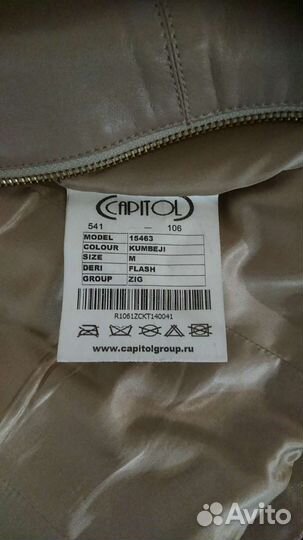 CAPITOL
541 — 106
MODEL 15463
COLOUR KUMBEJI
SIZE M
DERI FLASH
GROUP ZIG
R1061ZCKT140041
www.capitolgroup.ru
Avito